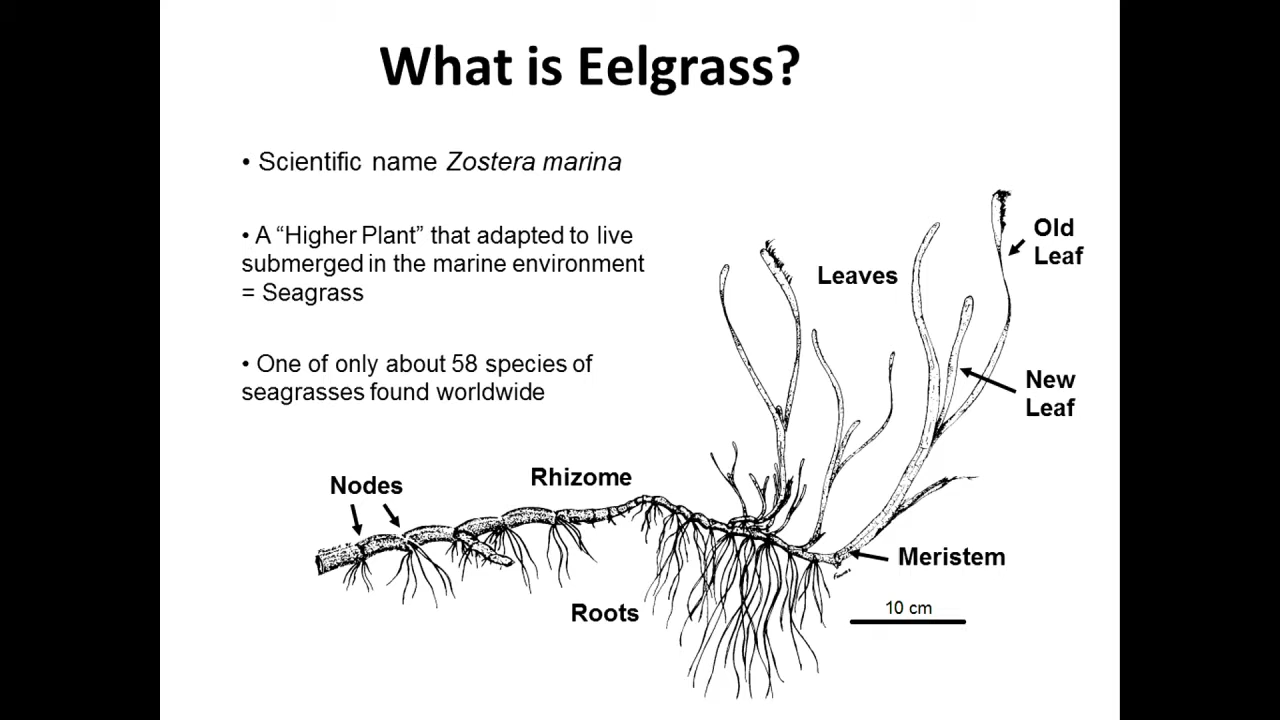 What is Eelgrass?
• Scientific name Zostera marina
• A “Higher Plant” that adapted to live
submerged in the marine environment
= Seagrass
• One of only about 58 species of
seagrasses found worldwide
Leaves
Old
Leaf
New
Leaf
Nodes
Rhizome
Meristem
Roots
10 cm